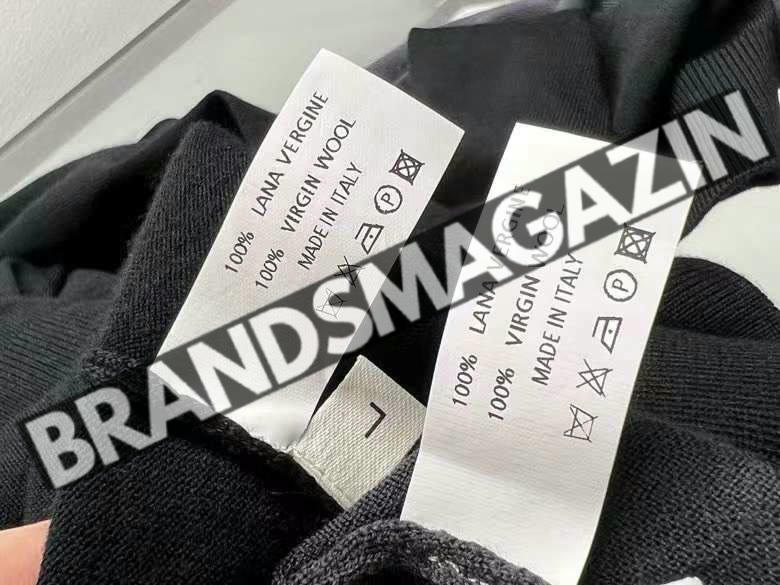 100% LANA VERGINE
100% VIRGIN WOOL
MADE IN ITALY
P
100% LANA VERGINE
100% VIRGIN WOOL
MADE IN ITALY
P
L
BRANDSMAGAZIN